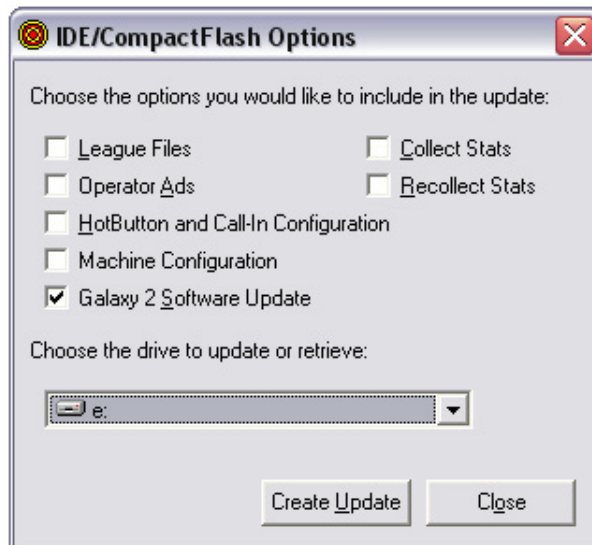 IDE/CompactFlash Options
Choose the options you would like to include in the update:
League Files
Collect Stats
Operator Ads
Recollect Stats
HotButton and Call-In Configuration
Machine Configuration
Galaxy 2 Software Update
Choose the drive to update or retrieve:
e:
Create Update
Close